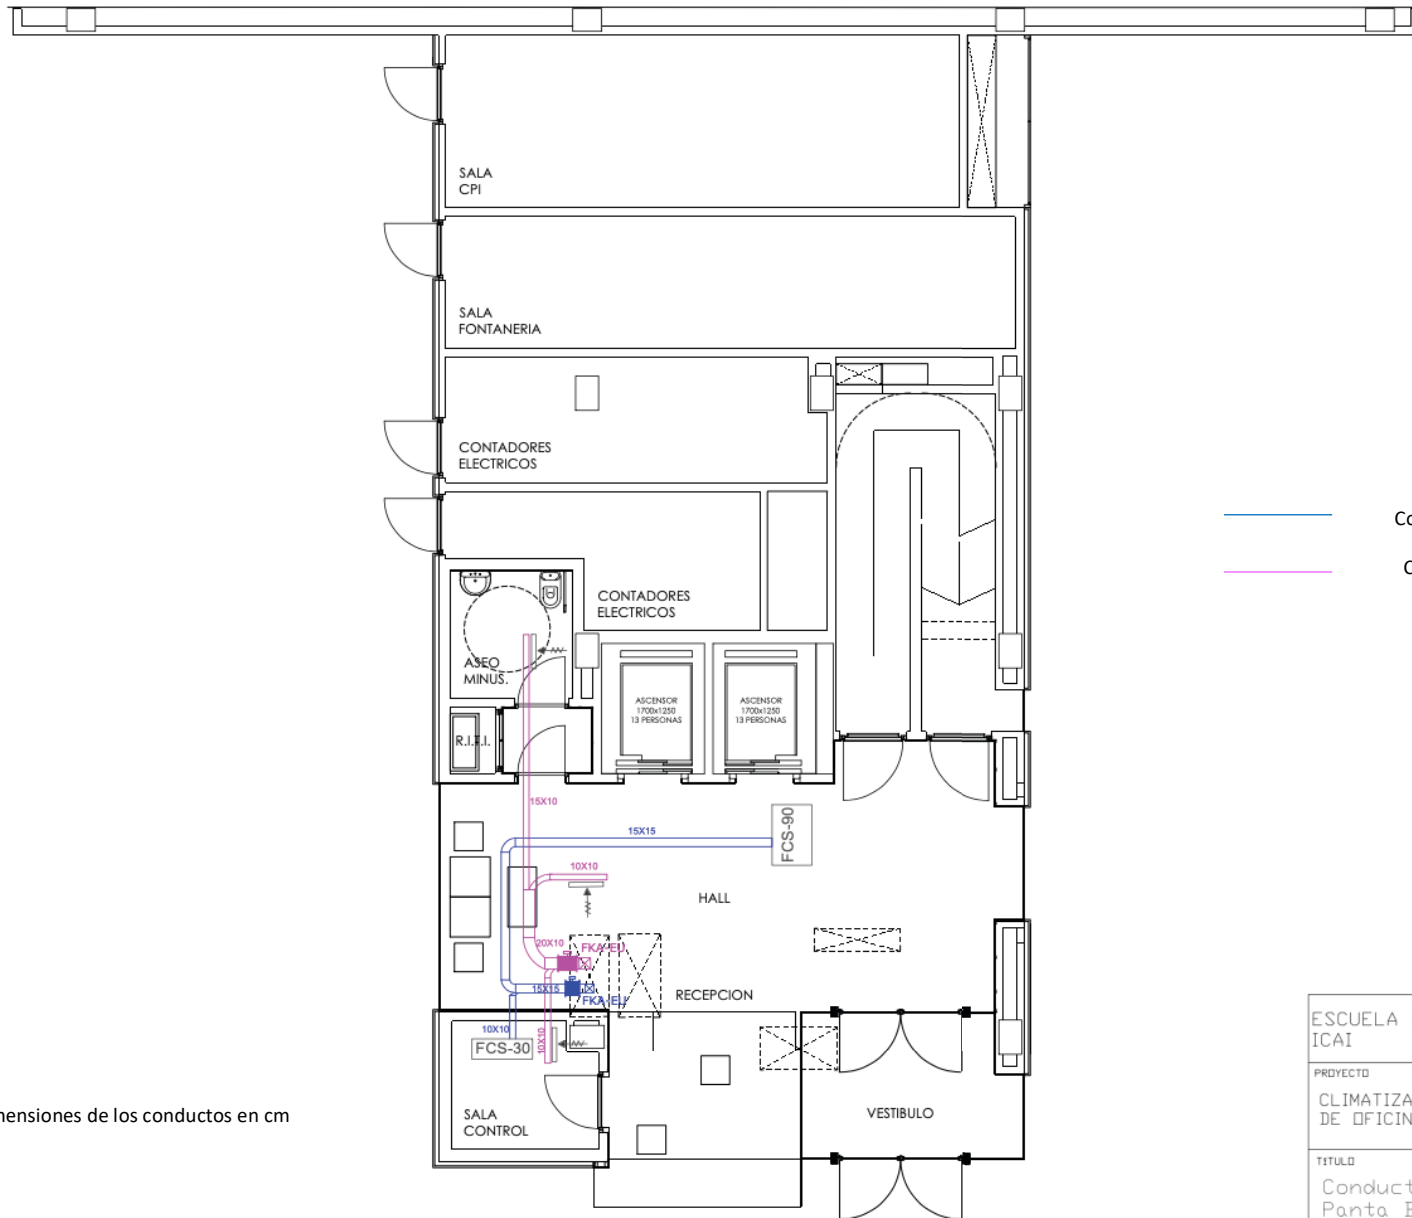 SALA
CPI
SALA
FONTANERIA
CONTADORES
ELECTRICOS
Co
C
CONTADORES
ELECTRICOS
ASEO
MINUS.
ASCENSOR
1700x1250
13 PERSONAS
ASCENSOR
1700x1250
13 PERSONAS
R.I.T.I.
15X10
15X15
FCS-90
10X10
HALL
20X10
FKA-EU
15X15
FKA-EU
RECEPCION
10X10
10X10
FCS-30
SALA
CONTROL
VESTIBULO
mensiones de los conductos en cm
ESCUELA
ICAI
PROYECTO
CLIMATIZA
DE OFICIN
TITULO
Conduct
Panta B